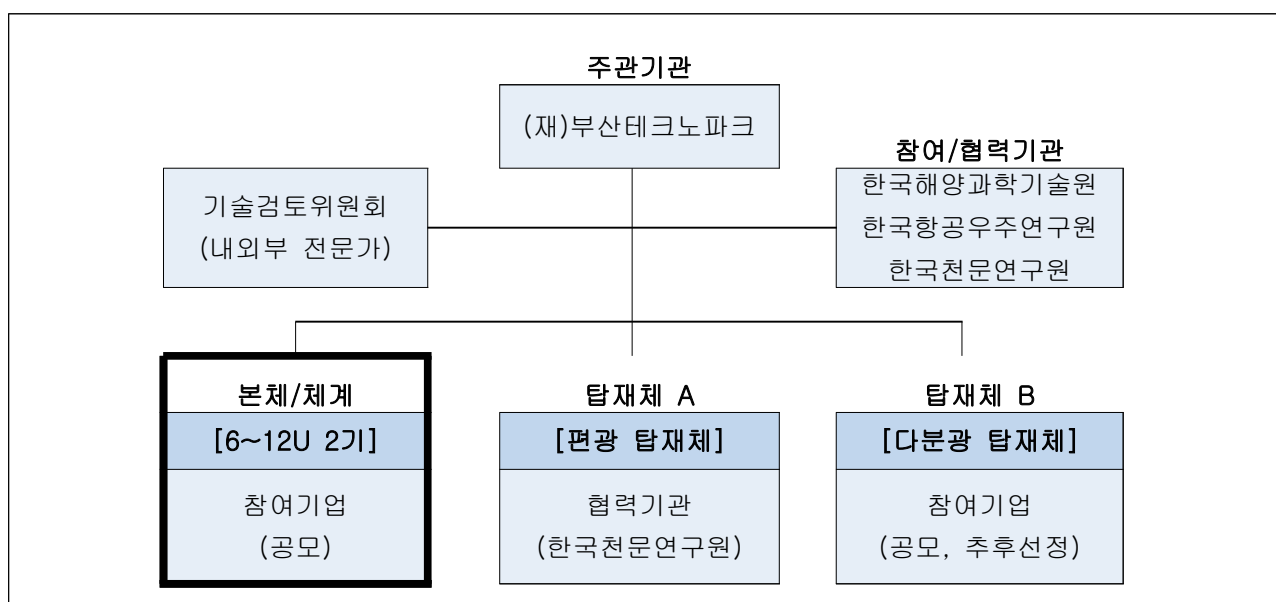 주관기관
(재)부산테크노파크
기술검토위원회
(내외부 전문가)
참여/협력기관
한국해양과학기술원
한국항공우주연구원
한국천문연구원
본체/체계
[6~12U 2기]
참여기업
(공모)
탑재체 A
[편광 탑재체]
협력기관
(한국천문연구원)
탑재체 B
[다분광 탑재체]
참여기업
(공모, 추후선정)